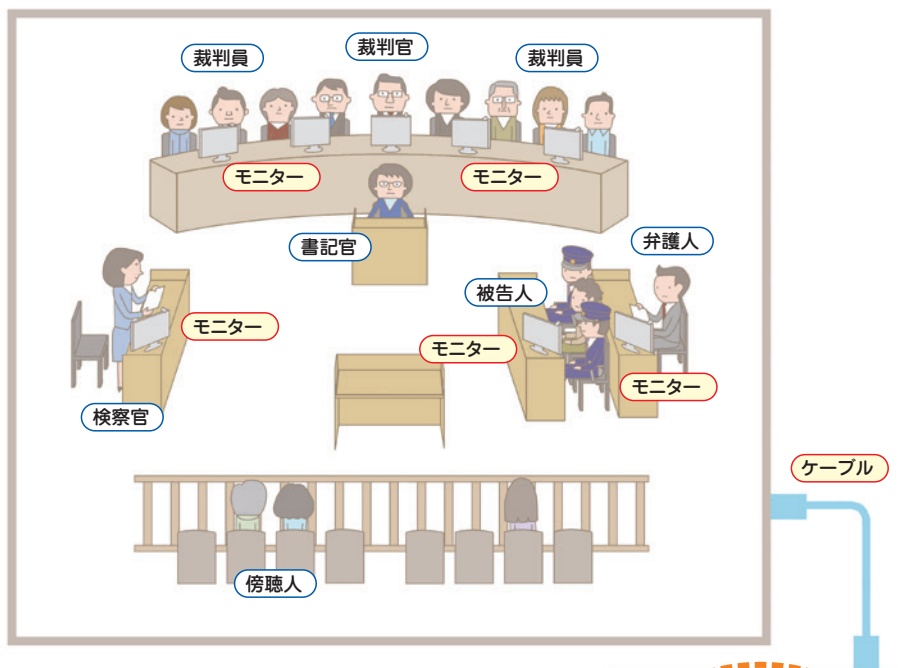 裁判員
裁判官
裁判員
モニター
モニター
書記官
弁護人
被告人
モニター
モニター
モニター
検察官
ケーブル
傍聴人